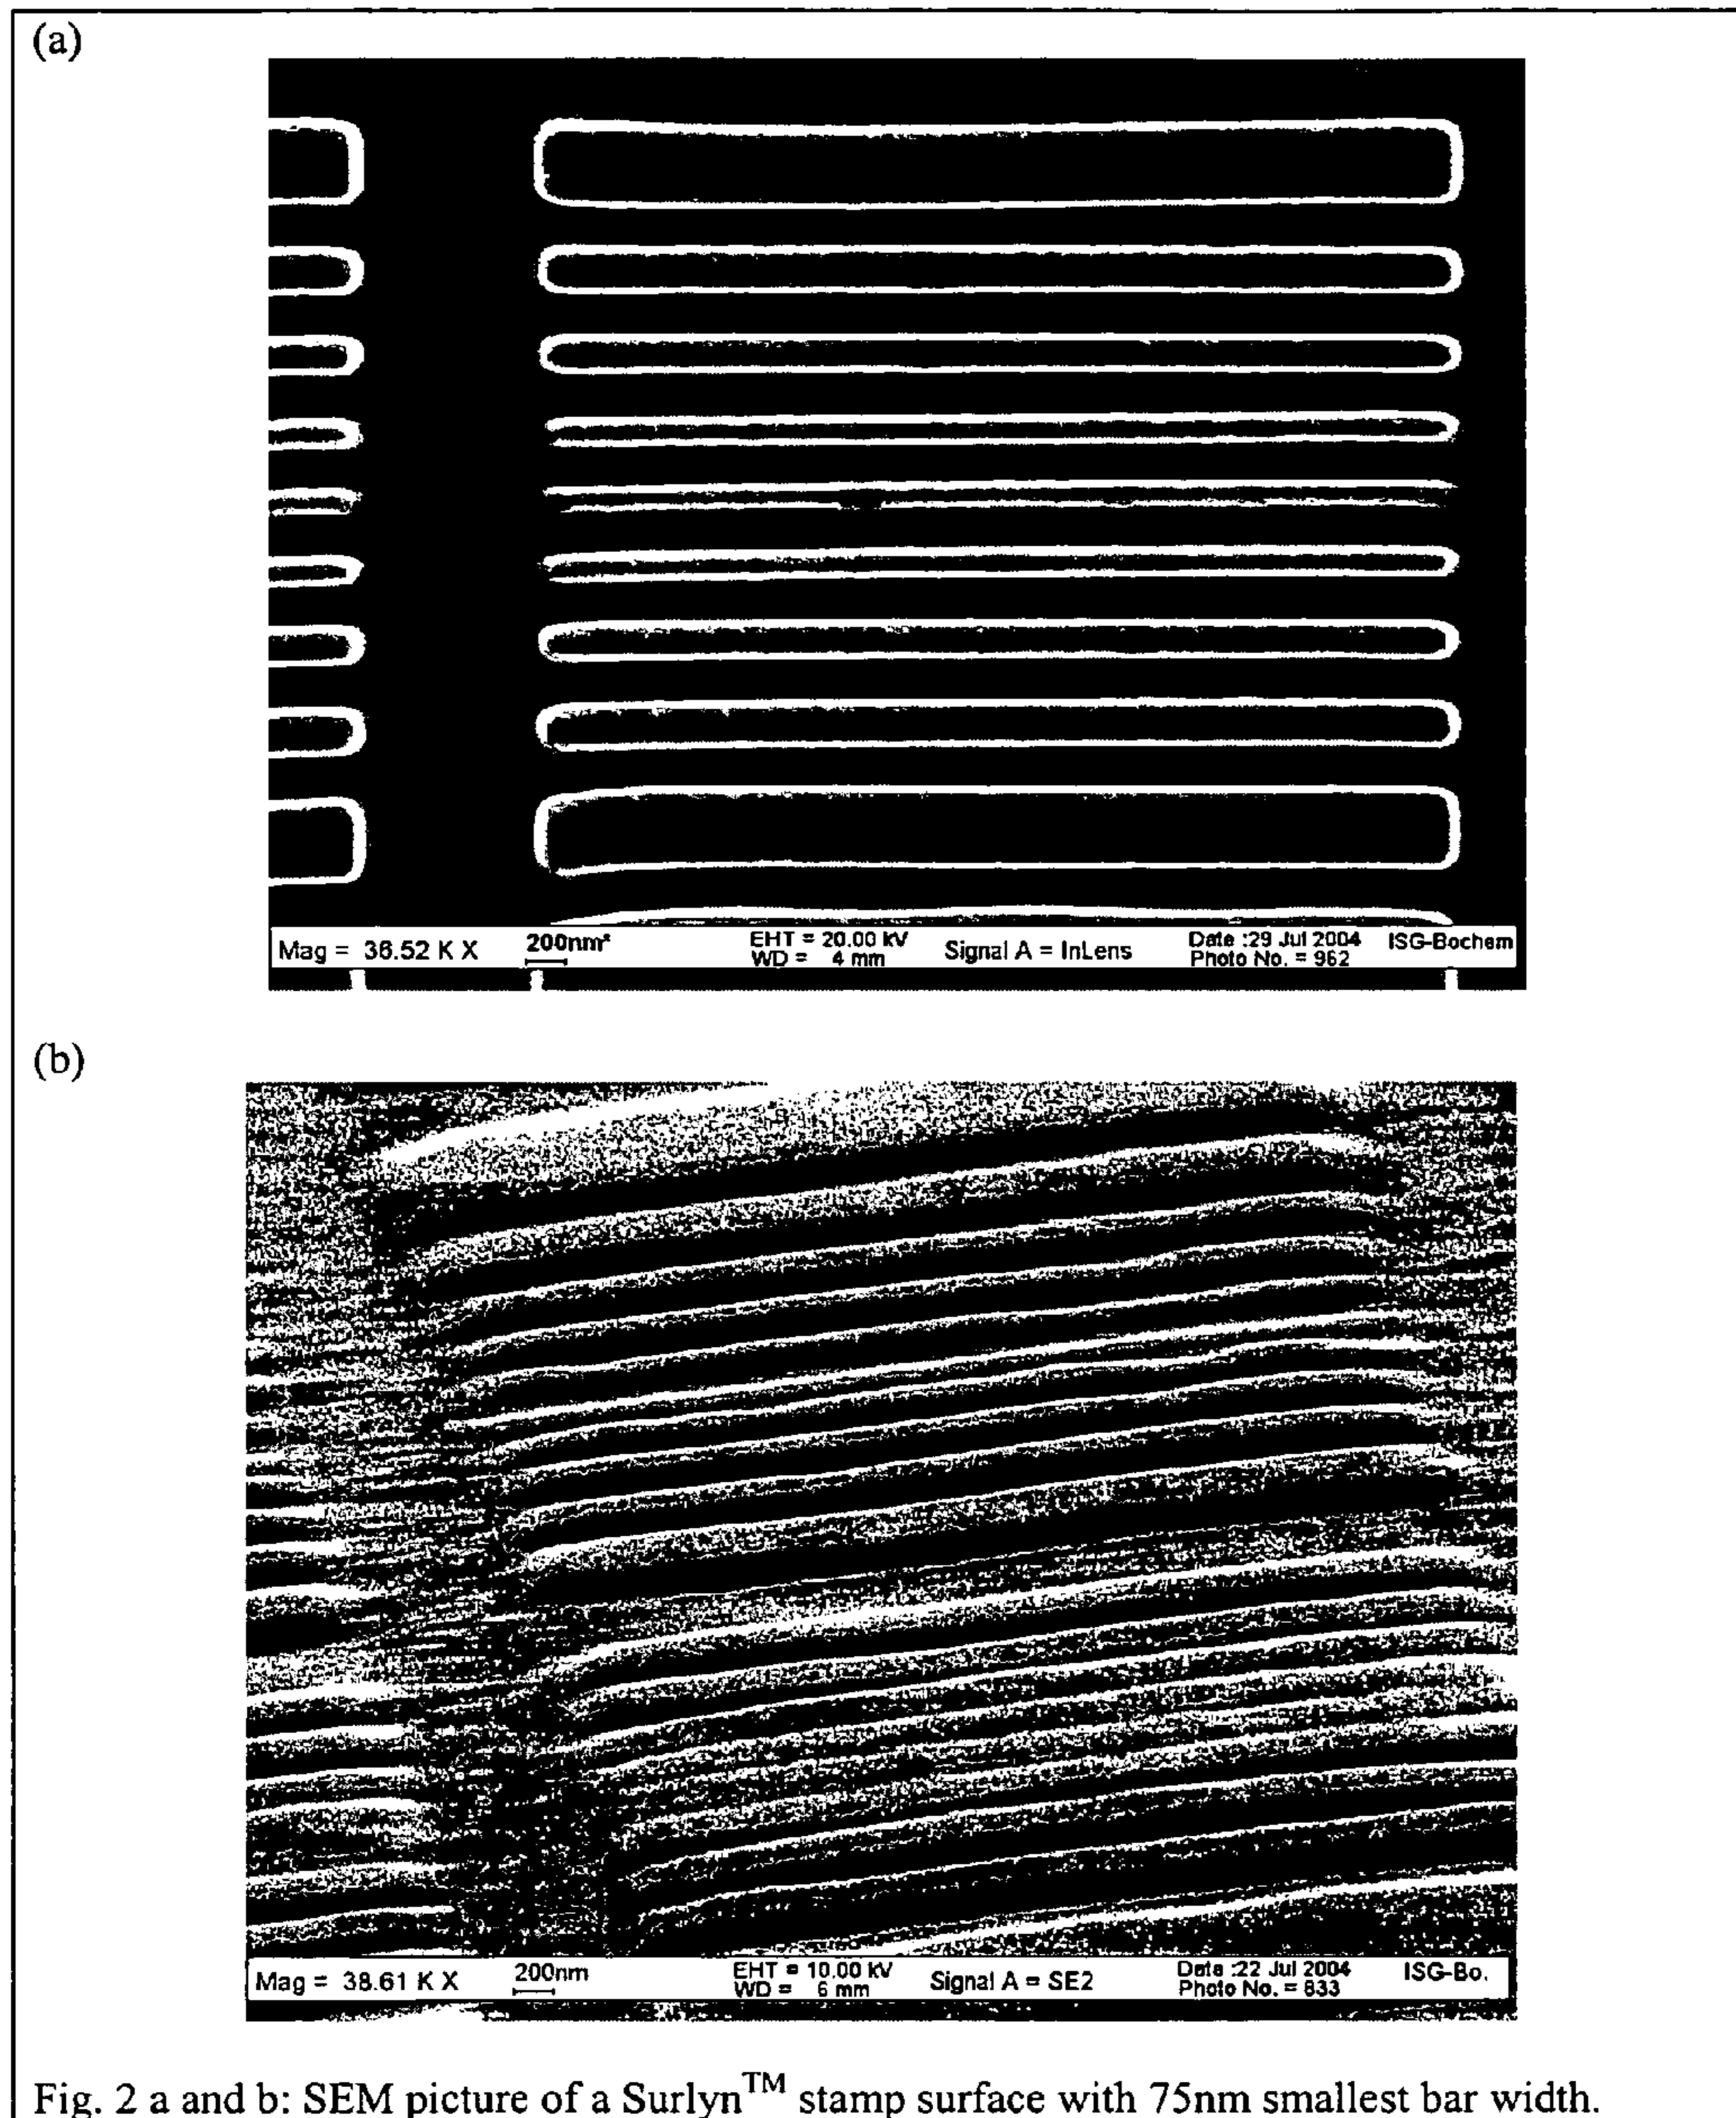 (a)
Mag = 36.52 K X 200nm* EHT = 20.00 kV Signal A = InLens Date :29 Jul 2004 ISG-Bochem
WD = 4 mm Photo No. = 962
(b)
Mag = 38.61 K X 200nm EHT = 10.00 kV Signal A = SE2 Date :22 Jul 2004 ISG-Bo.
WD = 6 mm Photo No. = 833
Fig. 2 a and b: SEM picture of a Surlyn™ stamp surface with 75nm smallest bar width.